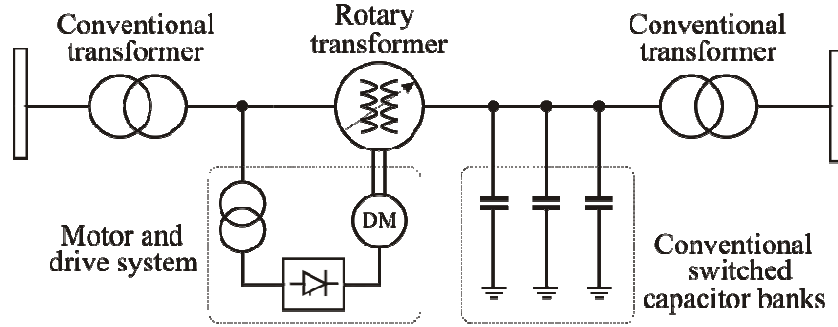 Conventional
transformer
Rotary
transformer
Conventional
transformer
DM
Motor and
drive system
Conventional
switched
capacitor banks